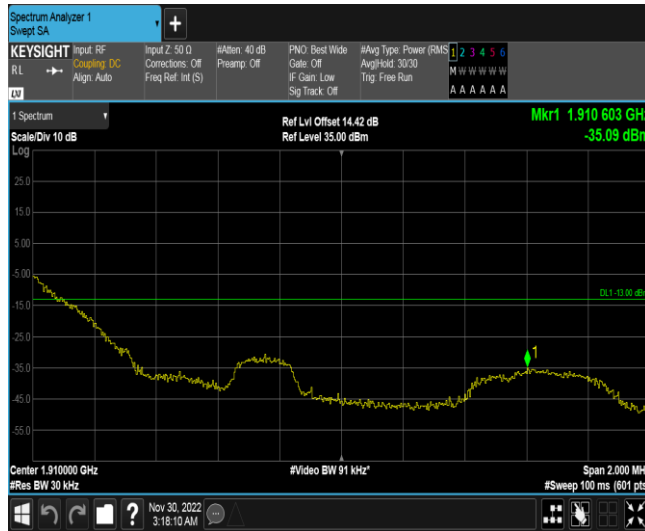 Spectrum Analyzer 1
Swept SA
KEYSIGHT
RL
LXI
Input: RF
Coupling: DC
Align: Auto
Input Z: 50 Ω
Corrections: Off
Freq Ref: Int (S)
#Atten: 40 dB
Preamp: Off
PNO: Best Wide
Gate: Off
IF Gain: Low
Sig Track: Off
#Avg Type: Power (RMS
Avg|Hold: 30/30
Trig: Free Run
1 2 3 4 5 6
M W W W W W
A A A A A A
1 Spectrum
Scale/Div 10 dB
Log
Ref Lvl Offset 14.42 dB
Ref Level 35.00 dBm
Mkr1 1.910 603 GH
-35.09 dBn
25.0
15.0
5.00
-5.00
-15.0
-25.0
-35.0
-45.0
-55.0
DL1 -13.00 dBr
1
Center 1.910000 GHz
#Res BW 30 kHz
#Video BW 91 kHz*
Span 2.000 MH
#Sweep 100 ms (601 pts
?
Nov 30, 2022
3:18:10 AM